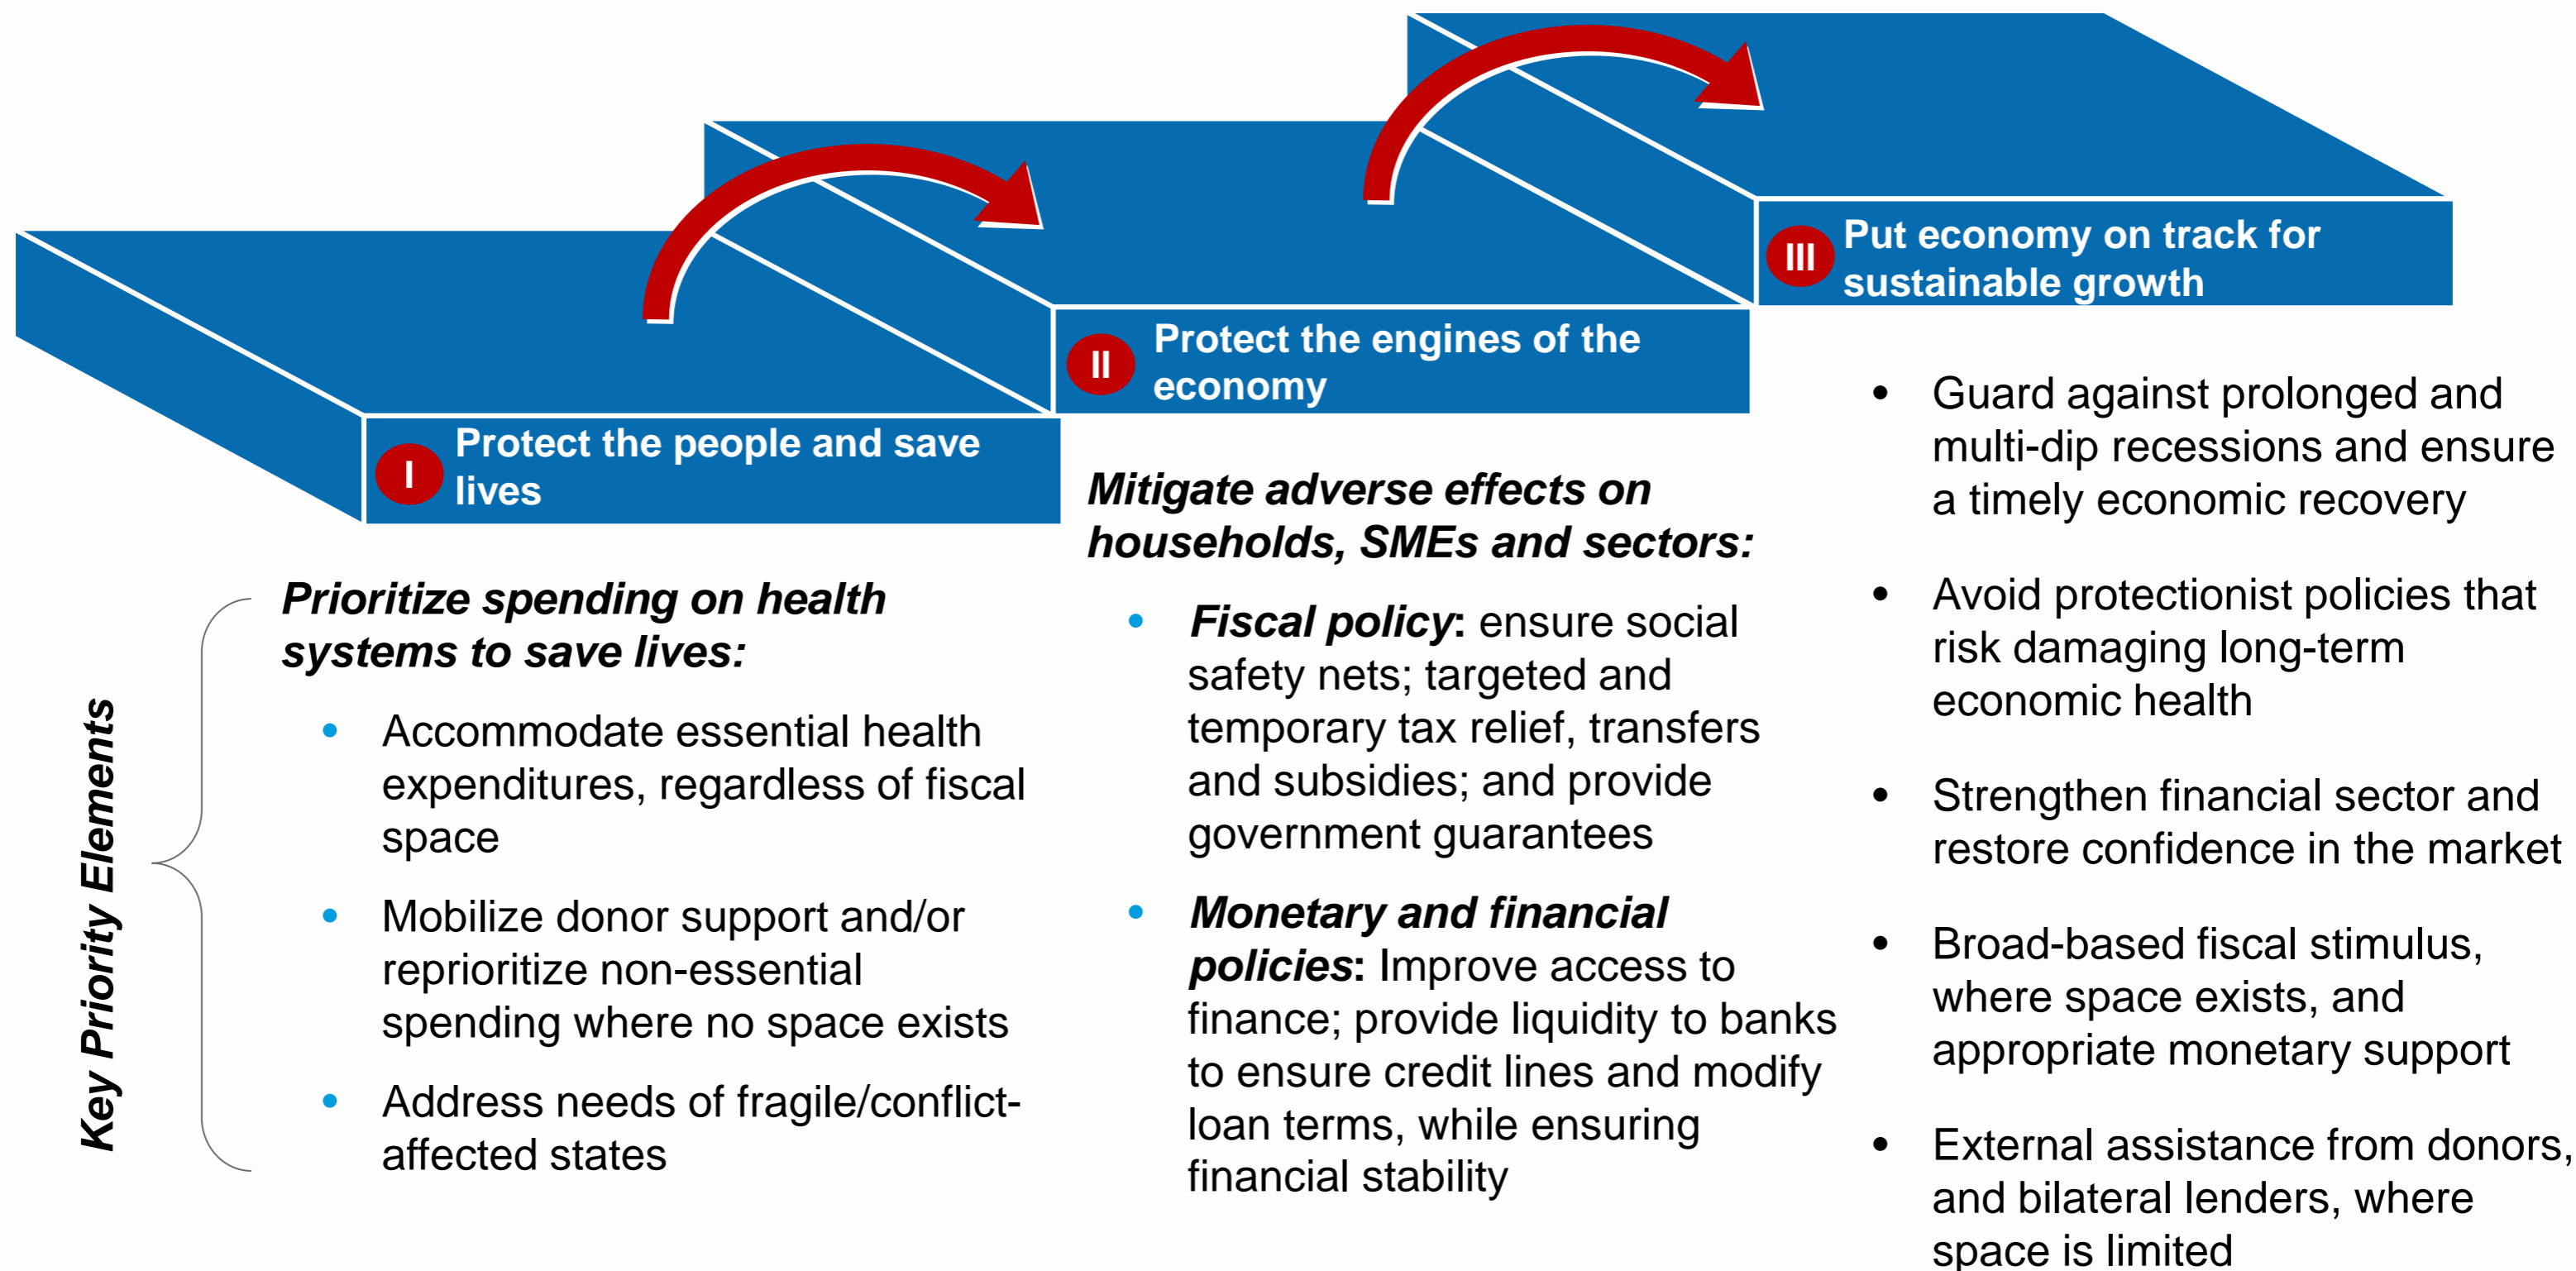 Key Priority Elements
I
Protect the people and save
lives
Prioritize spending on health
systems to save lives:
• Accommodate essential health
expenditures, regardless of fiscal
space
• Mobilize donor support and/or
reprioritize non-essential
spending where no space exists
• Address needs of fragile/conflict-
affected states
II
Protect the engines of the
economy
Mitigate adverse effects on
households, SMEs and sectors:
• Fiscal policy: ensure social
safety nets; targeted and
temporary tax relief, transfers
and subsidies; and provide
government guarantees
• Monetary and financial
policies: Improve access to
finance; provide liquidity to banks
to ensure credit lines and modify
loan terms, while ensuring
financial stability
III
Put economy on track for
sustainable growth
• Guard against prolonged and
multi-dip recessions and ensure
a timely economic recovery
• Avoid protectionist policies that
risk damaging long-term
economic health
• Strengthen financial sector and
restore confidence in the market
• Broad-based fiscal stimulus,
where space exists, and
appropriate monetary support
• External assistance from donors,
and bilateral lenders, where
space is limited